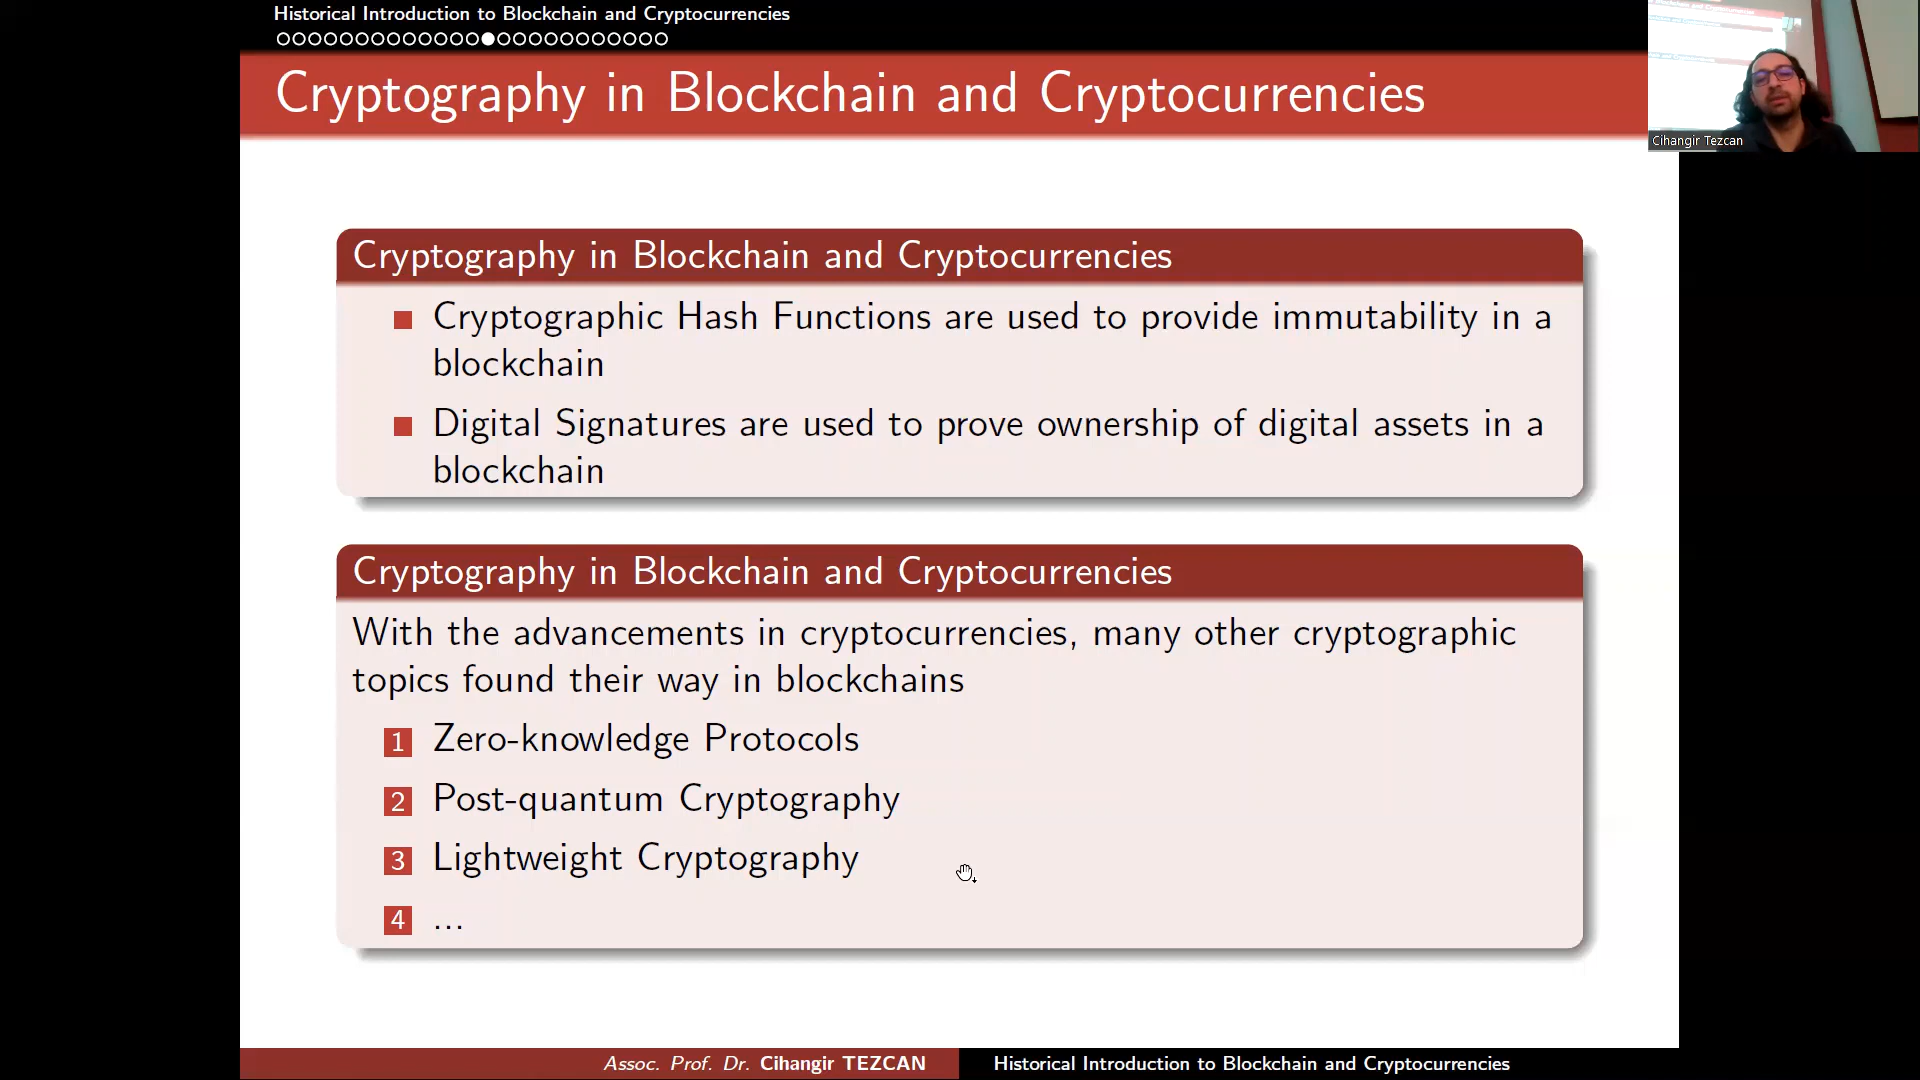 Historical Introduction to Blockchain and Cryptocurrencies
Cryptography in Blockchain and Cryptocurrencies
Cihangir Tezcan
Cryptography in Blockchain and Cryptocurrencies
Cryptographic Hash Functions are used to provide immutability in a
blockchain
Digital Signatures are used to prove ownership of digital assets in a
blockchain
Cryptography in Blockchain and Cryptocurrencies
With the advancements in cryptocurrencies, many other cryptographic
topics found their way in blockchains
1 Zero-knowledge Protocols
2 Post-quantum Cryptography
3 Lightweight Cryptography
4 ...
Assoc. Prof. Dr. Cihangir TEZCAN
Historical Introduction to Blockchain and Cryptocurrencies